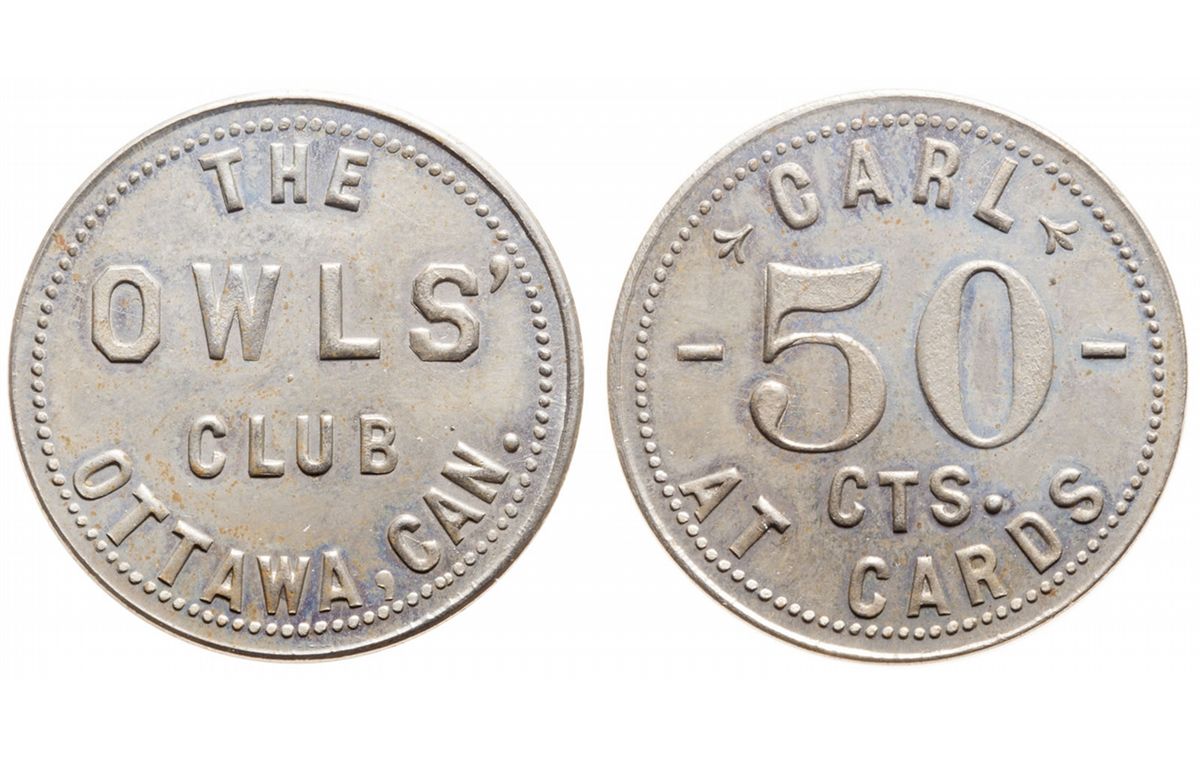 THE
OWLS'
CLUB
OTTAWA, CAN.
CARL
- 50 -
CTS.
AT CARDS